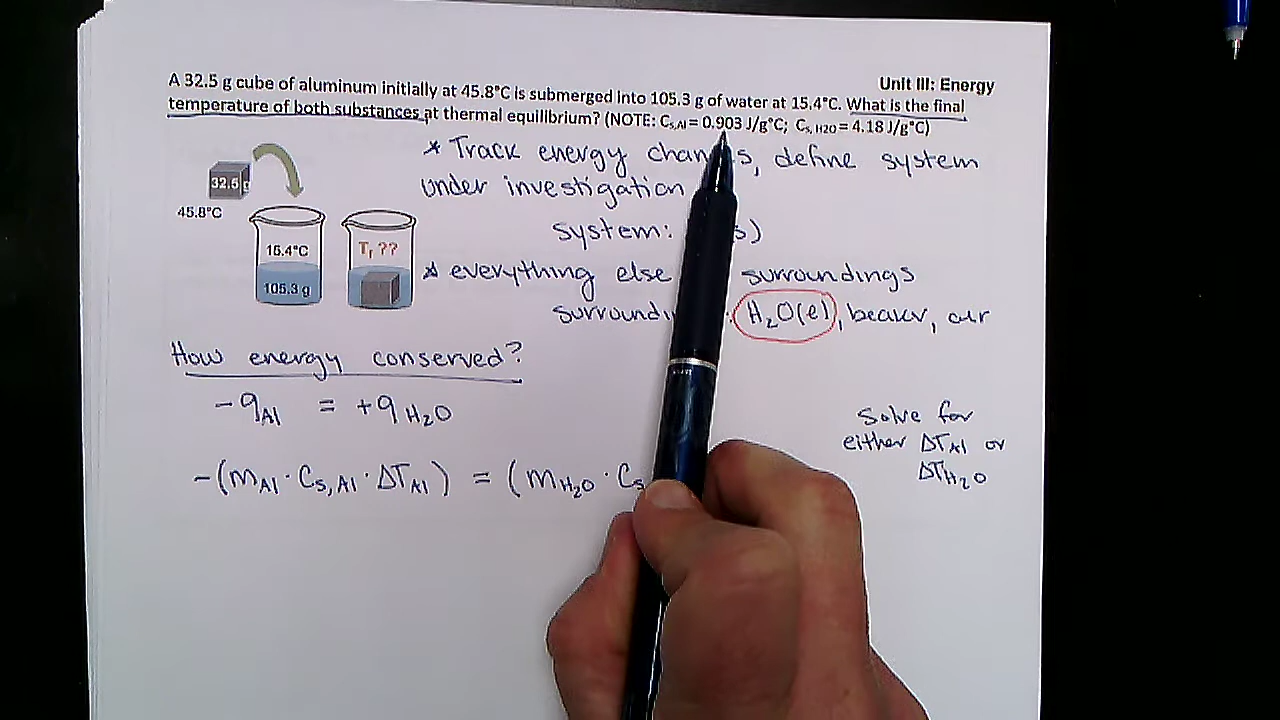 A 32.5 g cube of aluminum initially at 45.8°C is submerged into 105.3 g of water at 15.4°C. What is the final
Unit III: Energy
temperature of both substances at thermal equilibrium? (NOTE: Cs,Al = 0.903 J/g°C; Cs, H2O = 4.18 J/g°C)
* Track energy chan s, define system
under investigation
32.5 g
45.8°C
system: s)
15.4°C
Tf ??
* everything else surroundings
105.3 g
surroundi H2O(l), beaker, air
How energy conserved?
-qAl = +qH2O
Solve for
either ΔTAl or
ΔTH2O
-(mAl · Cs,Al · ΔTAl) = (mH2O · Cs